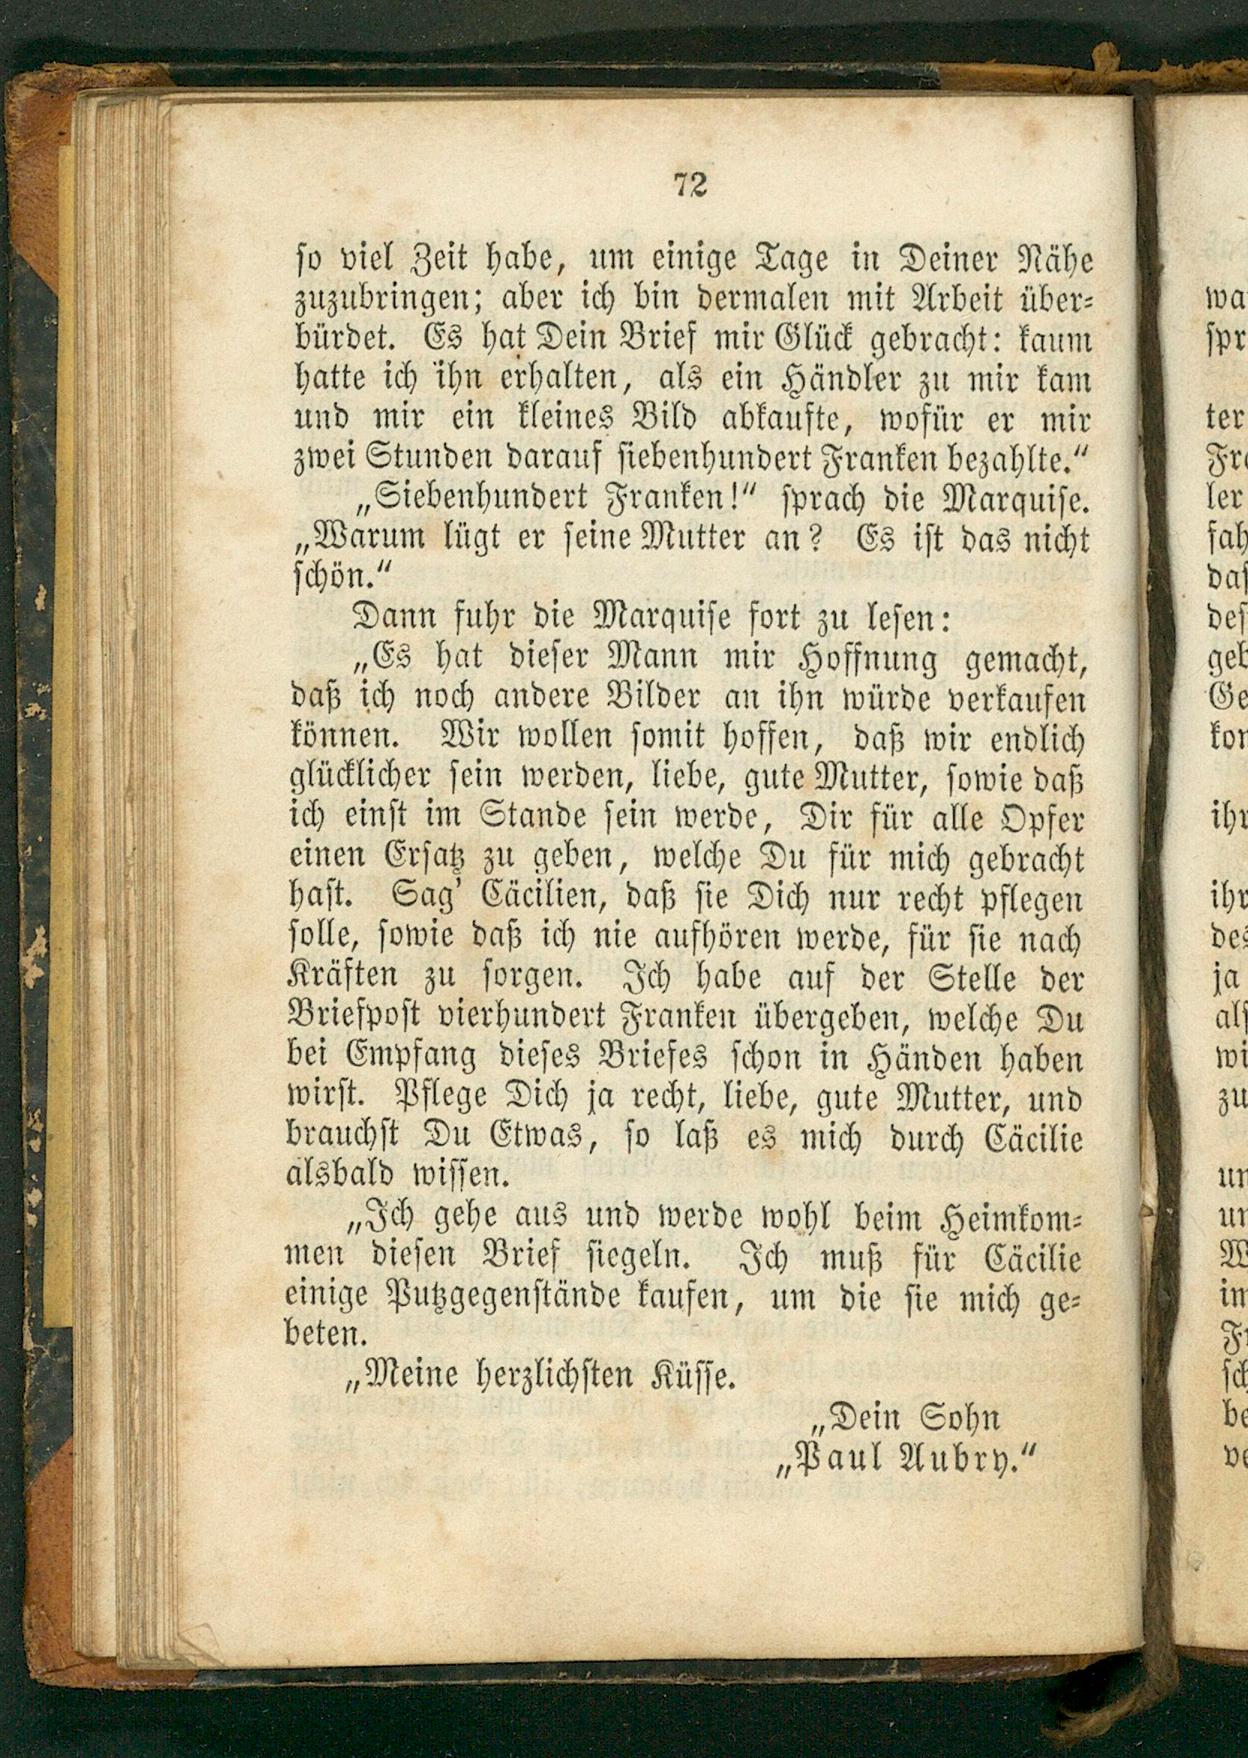 72
so viel Zeit habe, um einige Tage in Deiner Nähe
zuzubringen; aber ich bin dermalen mit Arbeit über-
bürdet. Es hat Dein Brief mir Glück gebracht: kaum
hatte ich ihn erhalten, als ein Händler zu mir kam
und mir ein kleines Bild abkaufte, wofür er mir
zwei Stunden darauf siebenhundert Franken bezahlte.“
„Siebenhundert Franken!“ sprach die Marquise.
„Warum lügt er seine Mutter an? Es ist das nicht
schön.“
Dann fuhr die Marquise fort zu lesen:
„Es hat dieser Mann mir Hoffnung gemacht,
daß ich noch andere Bilder an ihn würde verkaufen
können. Wir wollen somit hoffen, daß wir endlich
glücklicher sein werden, liebe, gute Mutter, sowie daß
ich einst im Stande sein werde, Dir für alle Opfer
einen Ersatz zu geben, welche Du für mich gebracht
hast. Sag’ Cäcilien, daß sie Dich nur recht pflegen
solle, sowie daß ich nie aufhören werde, für sie nach
Kräften zu sorgen. Ich habe auf der Stelle der
Briefpost vierhundert Franken übergeben, welche Du
bei Empfang dieses Briefes schon in Händen haben
wirst. Pflege Dich ja recht, liebe, gute Mutter, und
brauchst Du Etwas, so laß es mich durch Cäcilie
alsbald wissen.
„Ich gehe aus und werde wohl beim Heimkom-
men diesen Brief siegeln. Ich muß für Cäcilie
einige Putzgegenstände kaufen, um die sie mich ge-
beten.
„Meine herzlichsten Küsse.
„Dein Sohn
„Paul Aubry.“